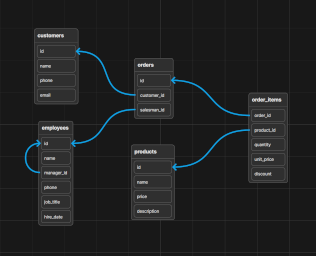 customers
id
name
phone
email
orders
id
customer_id
salesmen_id
order_items
order_id
product_id
quantity
unit_price
discount
employees
id
name
manager_id
phone
job_title
hire_date
products
id
name
price
description